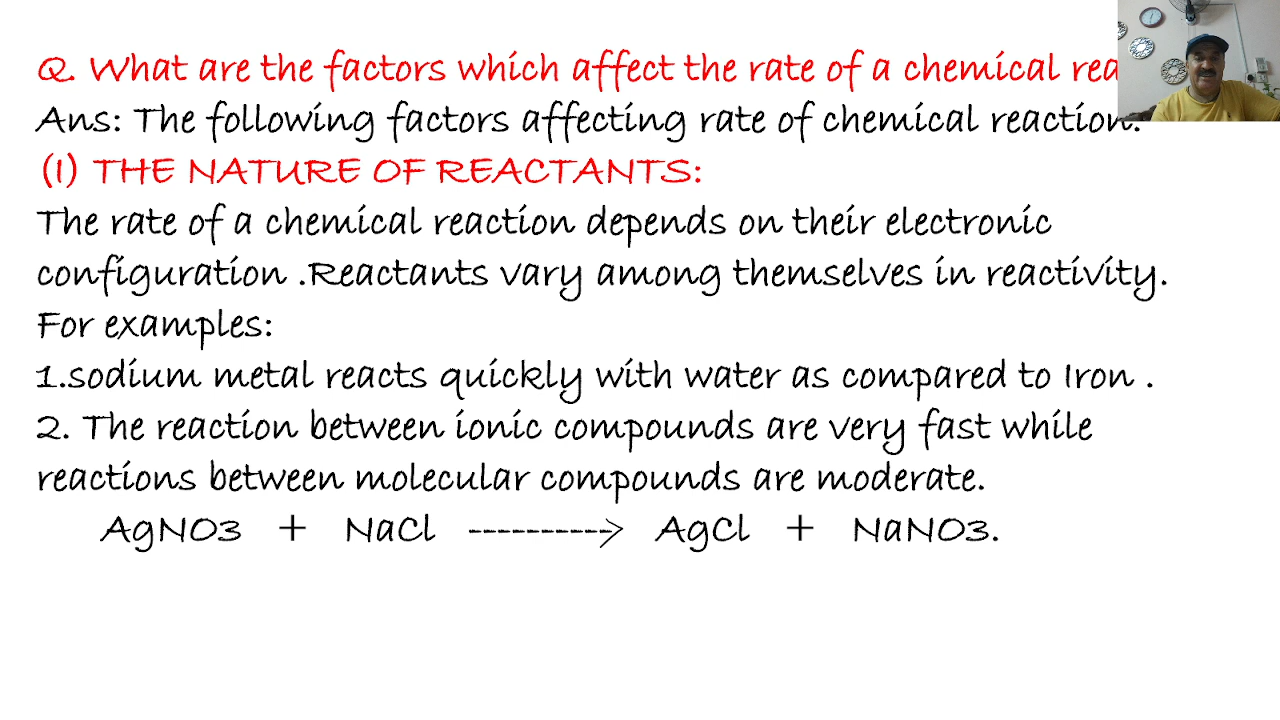 Q. What are the factors which affect the rate of a chemical rea
Ans: The following factors affecting rate of chemical reaction.
(I) THE NATURE OF REACTANTS:
The rate of a chemical reaction depends on their electronic
configuration .Reactants vary among themselves in reactivity.
For examples:
1.sodium metal reacts quickly with water as compared to Iron .
2. The reaction between ionic compounds are very fast while
reactions between molecular compounds are moderate.
AgNO3 + NaCl ---------> AgCl + NaNO3.